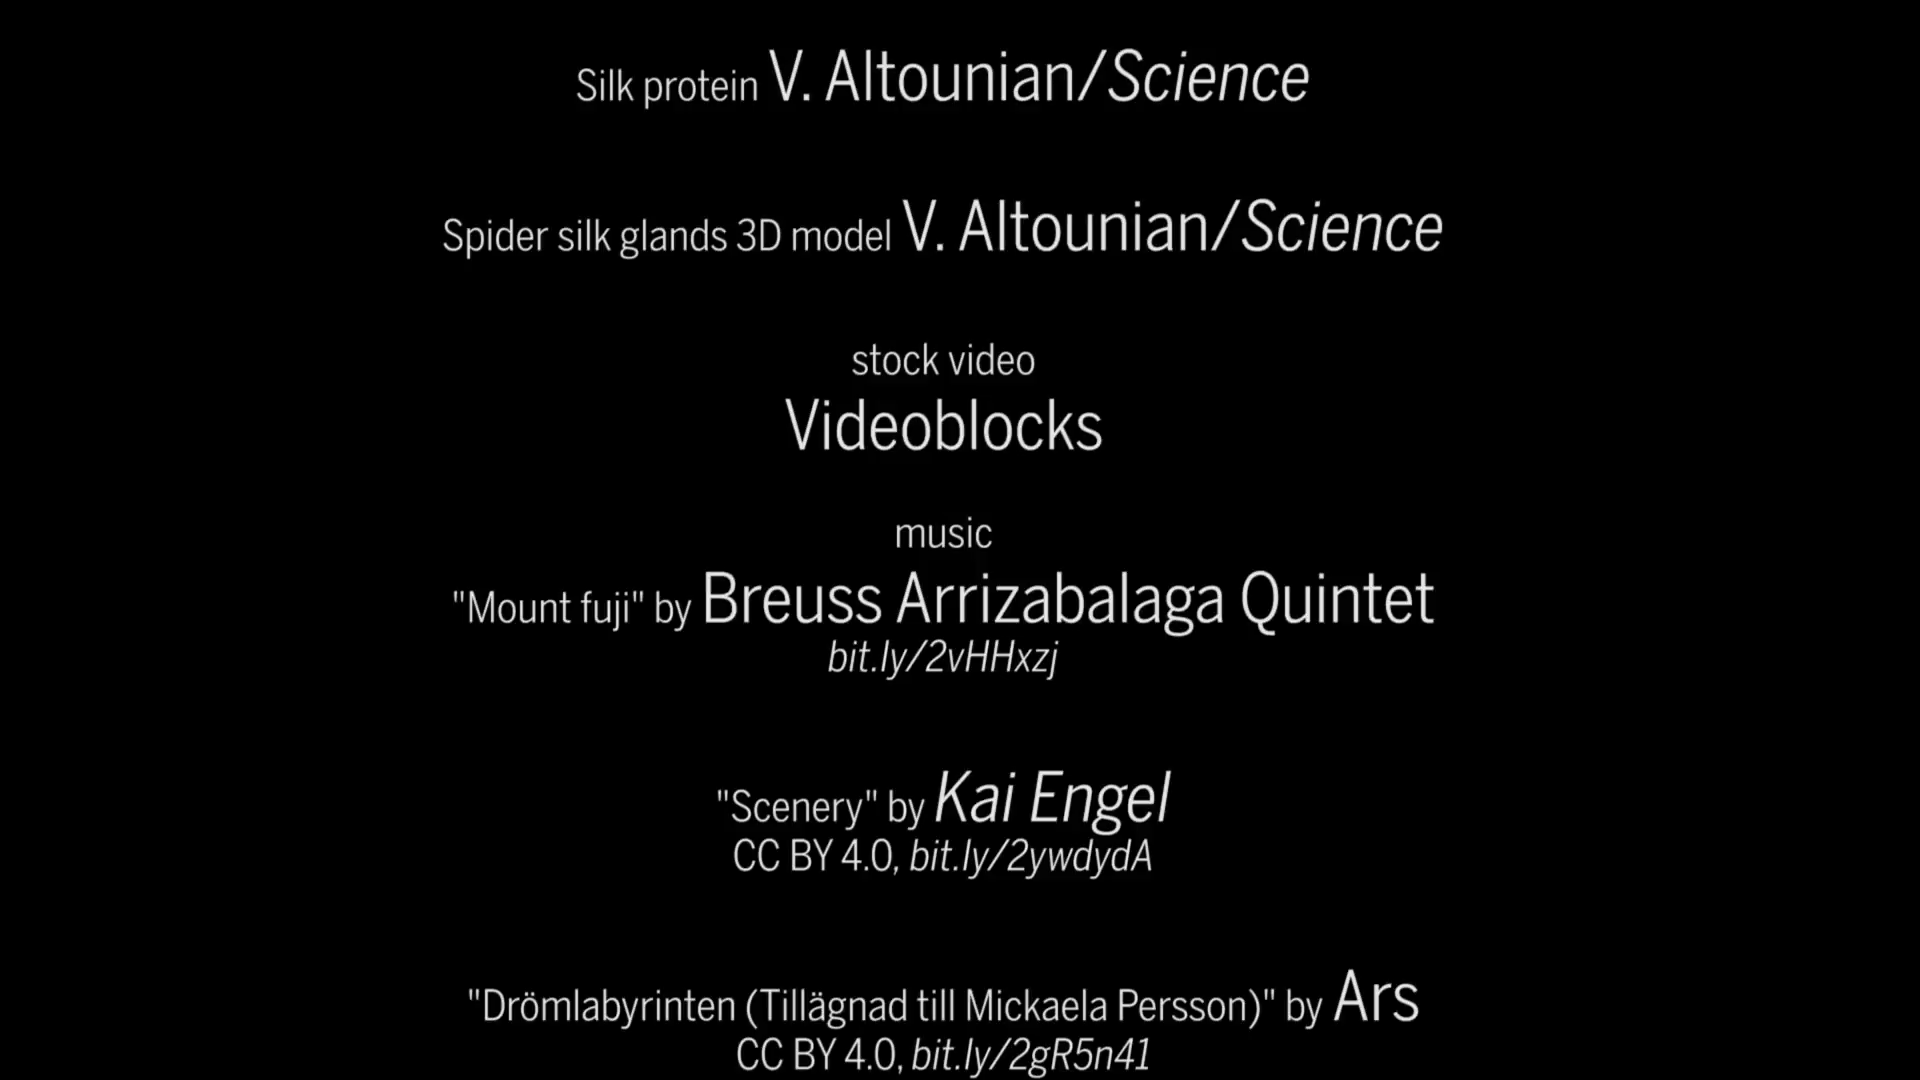 Silk protein V. Altounian/Science
Spider silk glands 3D model V. Altounian/Science
stock video
Videoblocks
music
"Mount fuji" by Breuss Arrizabalaga Quintet
bit.ly/2vHHxzj
"Scenery" by Kai Engel
CC BY 4.0, bit.ly/2ywdydA
"Drömlabyrinten (Tillägnad till Mickaela Persson)" by Ars
CC BY 4.0, bit.ly/2gR5n41